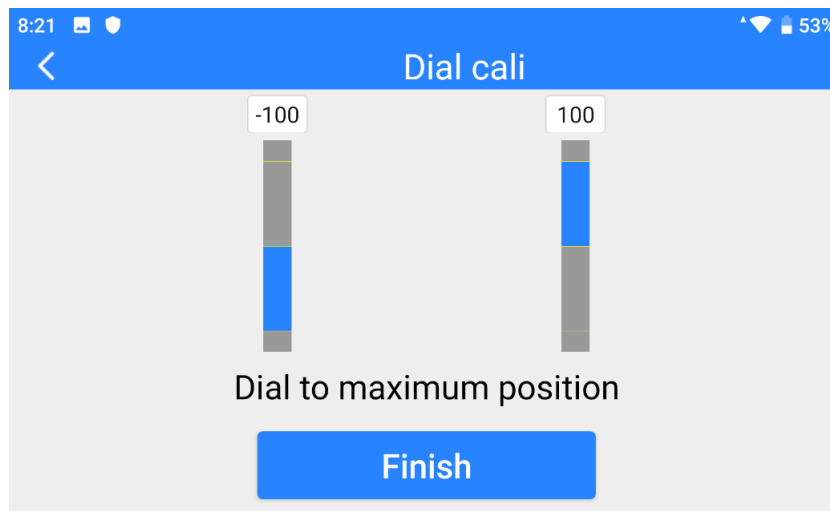 8:21 53%
Dial cali
-100 100
Dial to maximum position
Finish